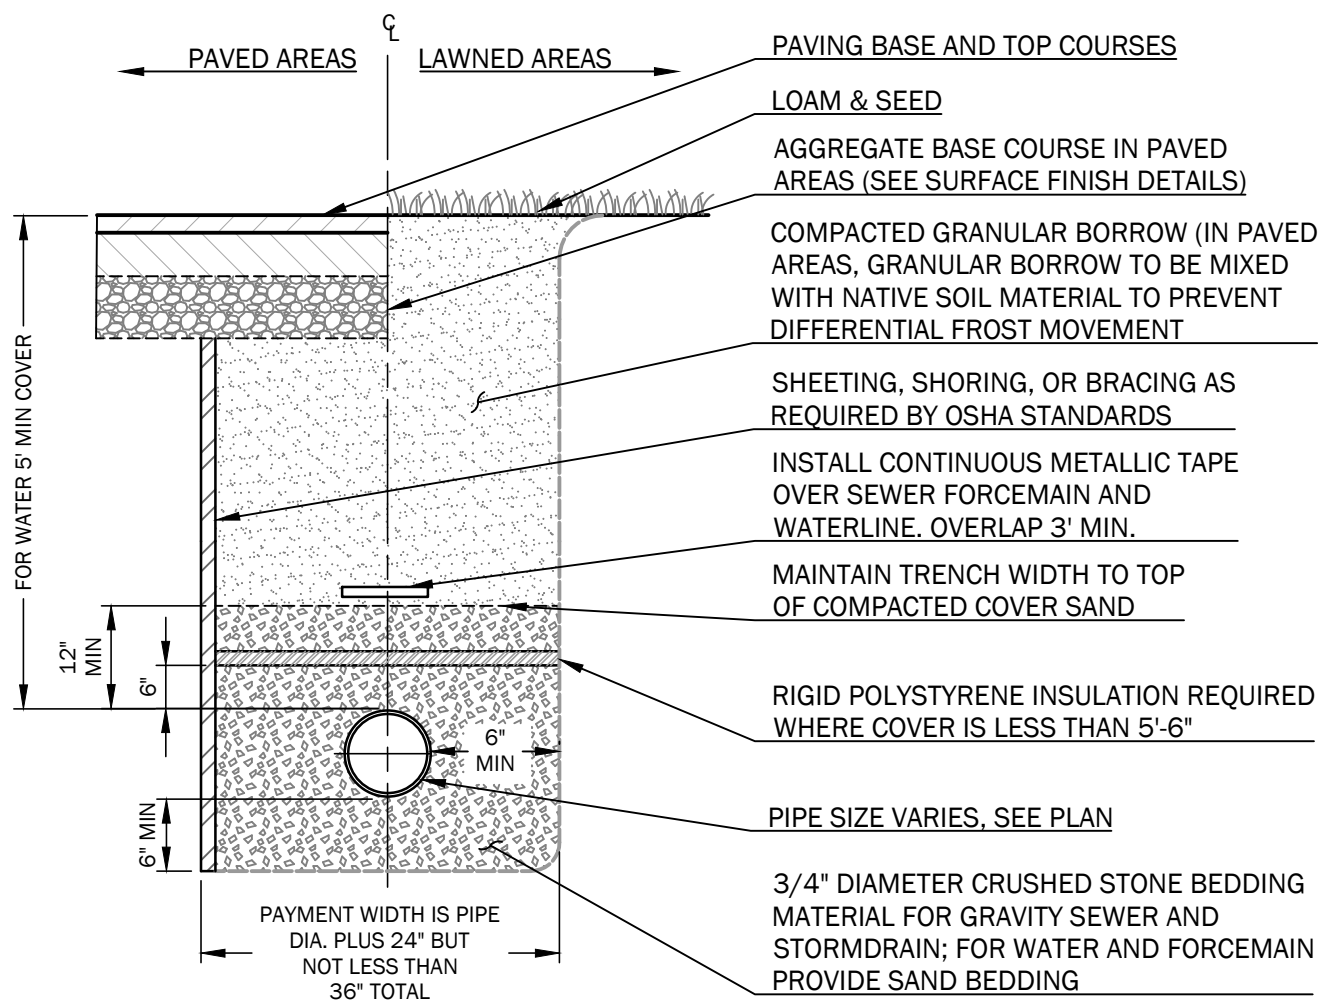 ℄
PAVED AREAS
LAWNED AREAS
PAVING BASE AND TOP COURSES
LOAM & SEED
AGGREGATE BASE COURSE IN PAVED
AREAS (SEE SURFACE FINISH DETAILS)
COMPACTED GRANULAR BORROW (IN PAVED
AREAS, GRANULAR BORROW TO BE MIXED
WITH NATIVE SOIL MATERIAL TO PREVENT
DIFFERENTIAL FROST MOVEMENT
SHEETING, SHORING, OR BRACING AS
REQUIRED BY OSHA STANDARDS
INSTALL CONTINUOUS METALLIC TAPE
OVER SEWER FORCEMAIN AND
WATERLINE. OVERLAP 3' MIN.
MAINTAIN TRENCH WIDTH TO TOP
OF COMPACTED COVER SAND
RIGID POLYSTYRENE INSULATION REQUIRED
WHERE COVER IS LESS THAN 5'-6"
PIPE SIZE VARIES, SEE PLAN
3/4" DIAMETER CRUSHED STONE BEDDING
MATERIAL FOR GRAVITY SEWER AND
STORMDRAIN; FOR WATER AND FORCEMAIN
PROVIDE SAND BEDDING
FOR WATER 5' MIN COVER
12"
MIN
6"
6" MIN
6"
MIN
PAYMENT WIDTH IS PIPE
DIA. PLUS 24" BUT
NOT LESS THAN
36" TOTAL